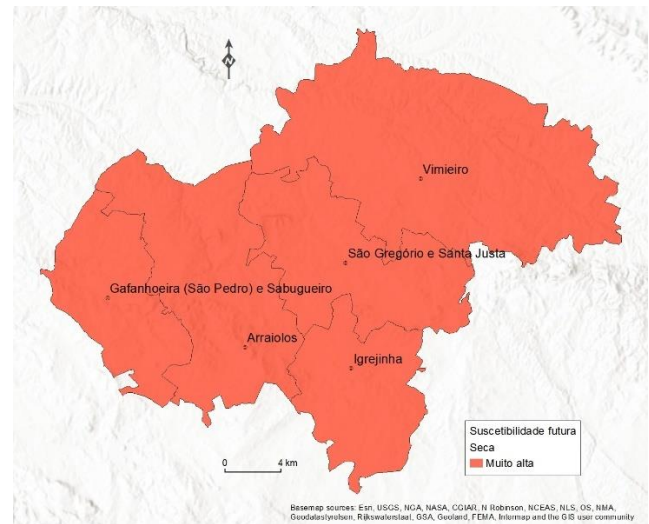 N
Vimieiro
São Gregório e Santa Justa
Gafanhoeira (São Pedro) e Sabugueiro
Arraiolos
Igrejinha
Suscetibilidade futura
Seca
Muito alta
0 4 km
Basemap sources: Esri, USGS, NGA, NASA, CGIAR, N Robinson, NCEAS, NLS, OS, NMA,
Geodatastyrelsen, Rijkswaterstaat, GSA, Geoland, FEMA, Intermap and the GIS user community